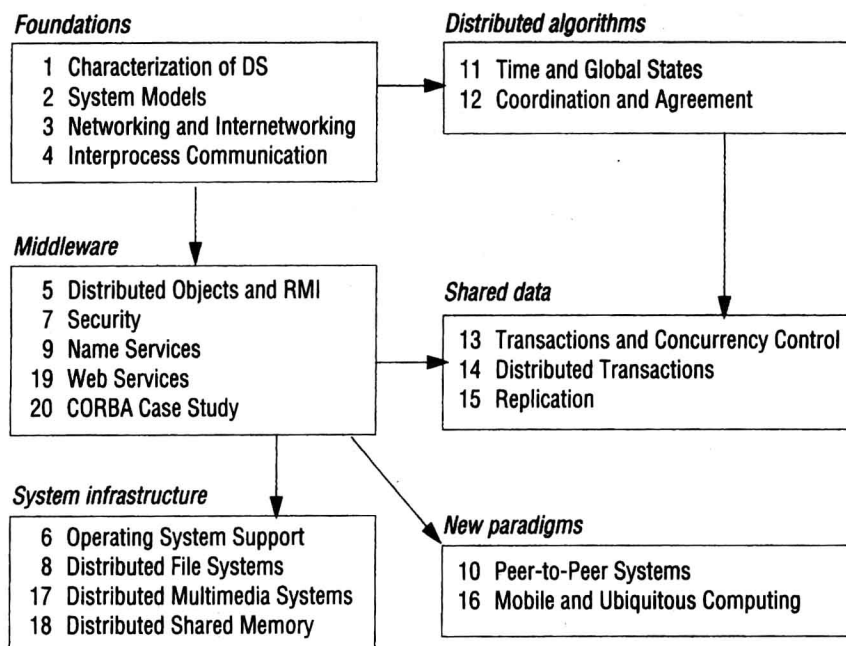 Foundations
1 Characterization of DS
2 System Models
3 Networking and Internetworking
4 Interprocess Communication
Distributed algorithms
11 Time and Global States
12 Coordination and Agreement
Middleware
5 Distributed Objects and RMI
7 Security
9 Name Services
19 Web Services
20 CORBA Case Study
Shared data
13 Transactions and Concurrency Control
14 Distributed Transactions
15 Replication
System infrastructure
6 Operating System Support
8 Distributed File Systems
17 Distributed Multimedia Systems
18 Distributed Shared Memory
New paradigms
10 Peer-to-Peer Systems
16 Mobile and Ubiquitous Computing